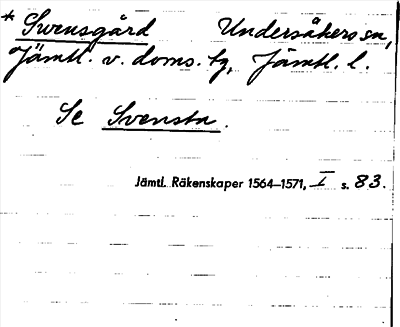 * Swensgård Undersåkers sn,
Jämtl. v. doms. tg, Jämtl. l.
Se Svensta.
Jämtl. Räkenskaper 1564–1571, I s. 83.